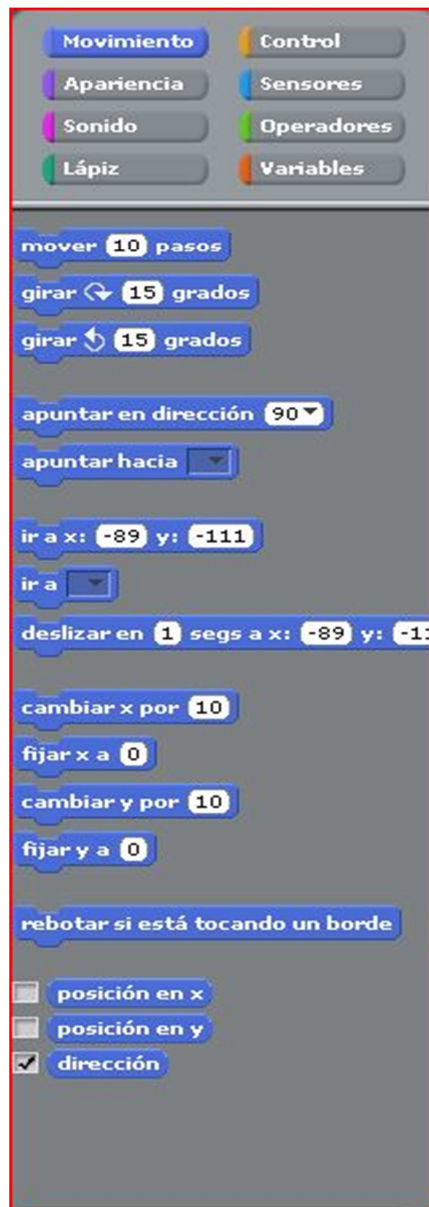 Movimiento Control
Apariencia Sensores
Sonido Operadores
Lápiz Variables
mover 10 pasos
girar 15 grados
girar 15 grados
apuntar en dirección 90
apuntar hacia
ir a x: -89 y: -111
ir a
deslizar en 1 segs a x: -89 y: -11
cambiar x por 10
fijar x a 0
cambiar y por 10
fijar y a 0
rebotar si está tocando un borde
posición en x
posición en y
dirección